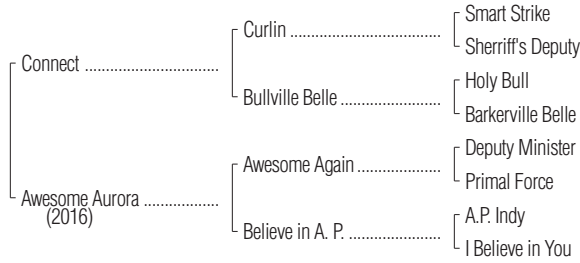 Smart Strike
Curlin ................................
Sherriff's Deputy
Connect ............................
Holy Bull
Bullville Belle .....................
Barkerville Belle
Deputy Minister
Awesome Again .................
Primal Force
Awesome Aurora ................
(2016)
A.P. Indy
Believe in A. P. ....................
I Believe in You